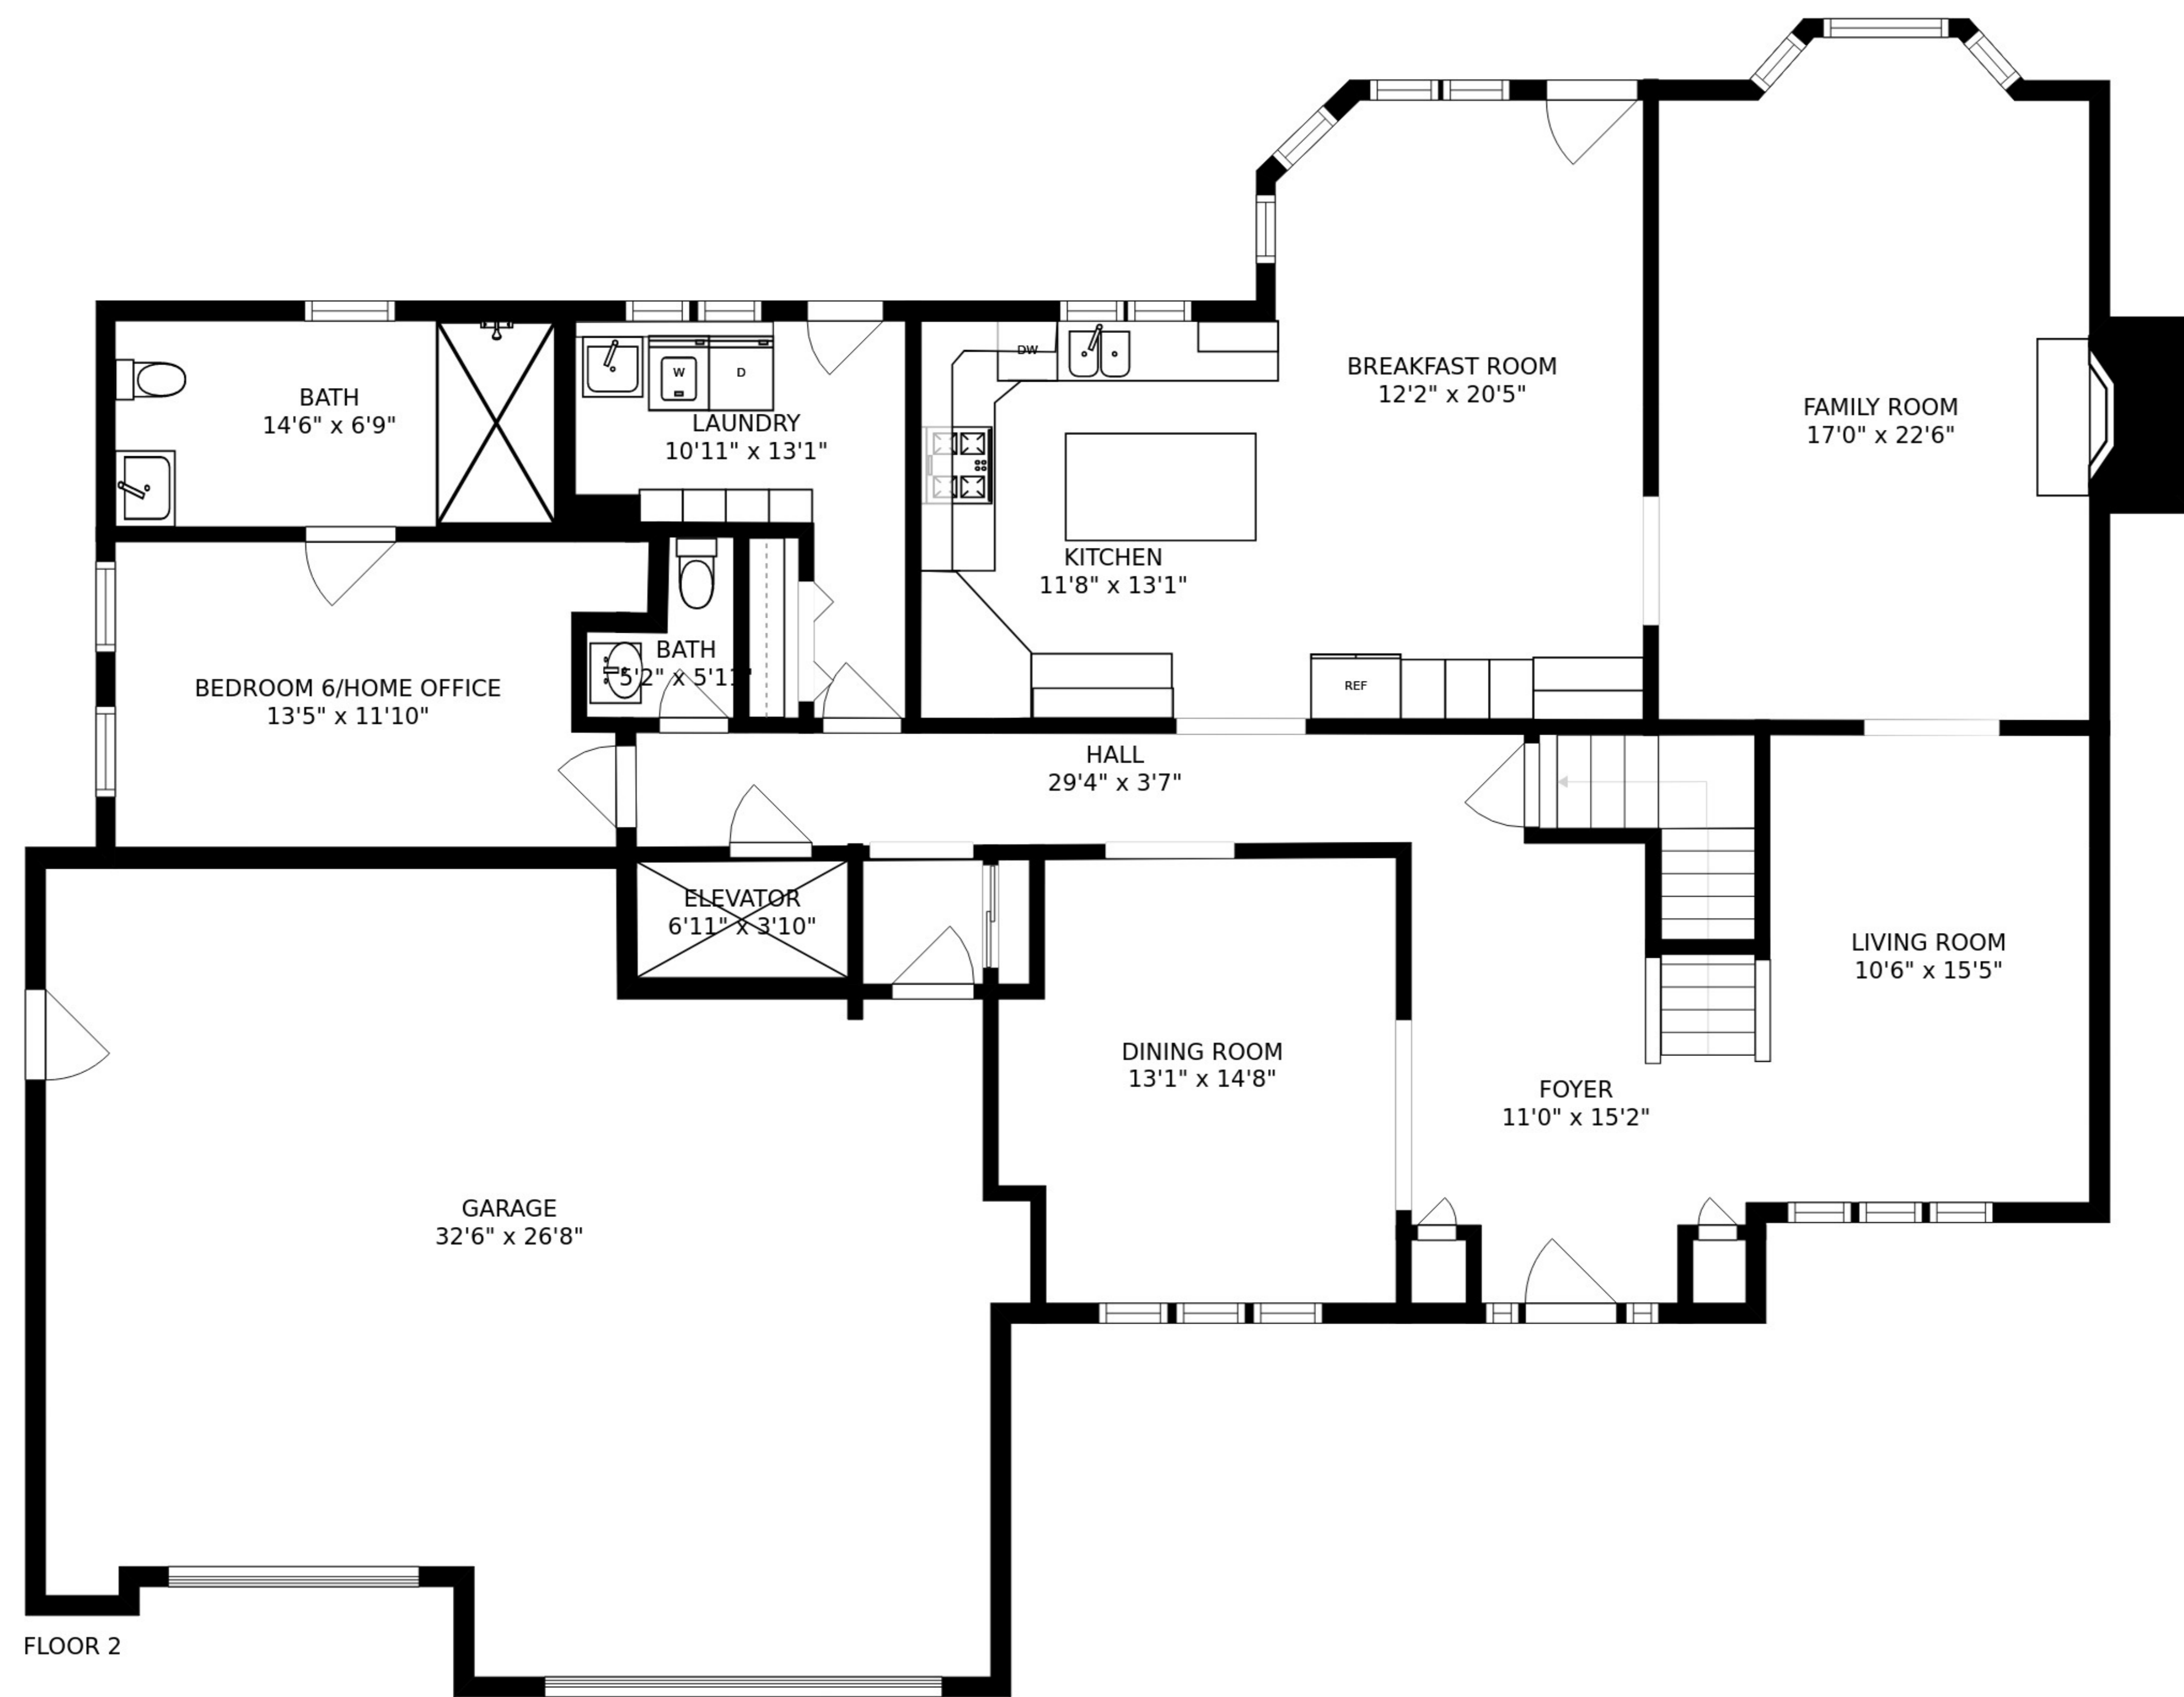 BREAKFAST ROOM
12'2" x 20'5"
FAMILY ROOM
17'0" x 22'6"
BATH
14'6" x 6'9"
W
D
LAUNDRY
10'11" x 13'1"
DW
KITCHEN
11'8" x 13'1"
BEDROOM 6/HOME OFFICE
13'5" x 11'10"
BATH
5'2" x 5'11"
REF
HALL
29'4" x 3'7"
ELEVATOR
6'11" x 3'10"
LIVING ROOM
10'6" x 15'5"
DINING ROOM
13'1" x 14'8"
FOYER
11'0" x 15'2"
GARAGE
32'6" x 26'8"
FLOOR 2